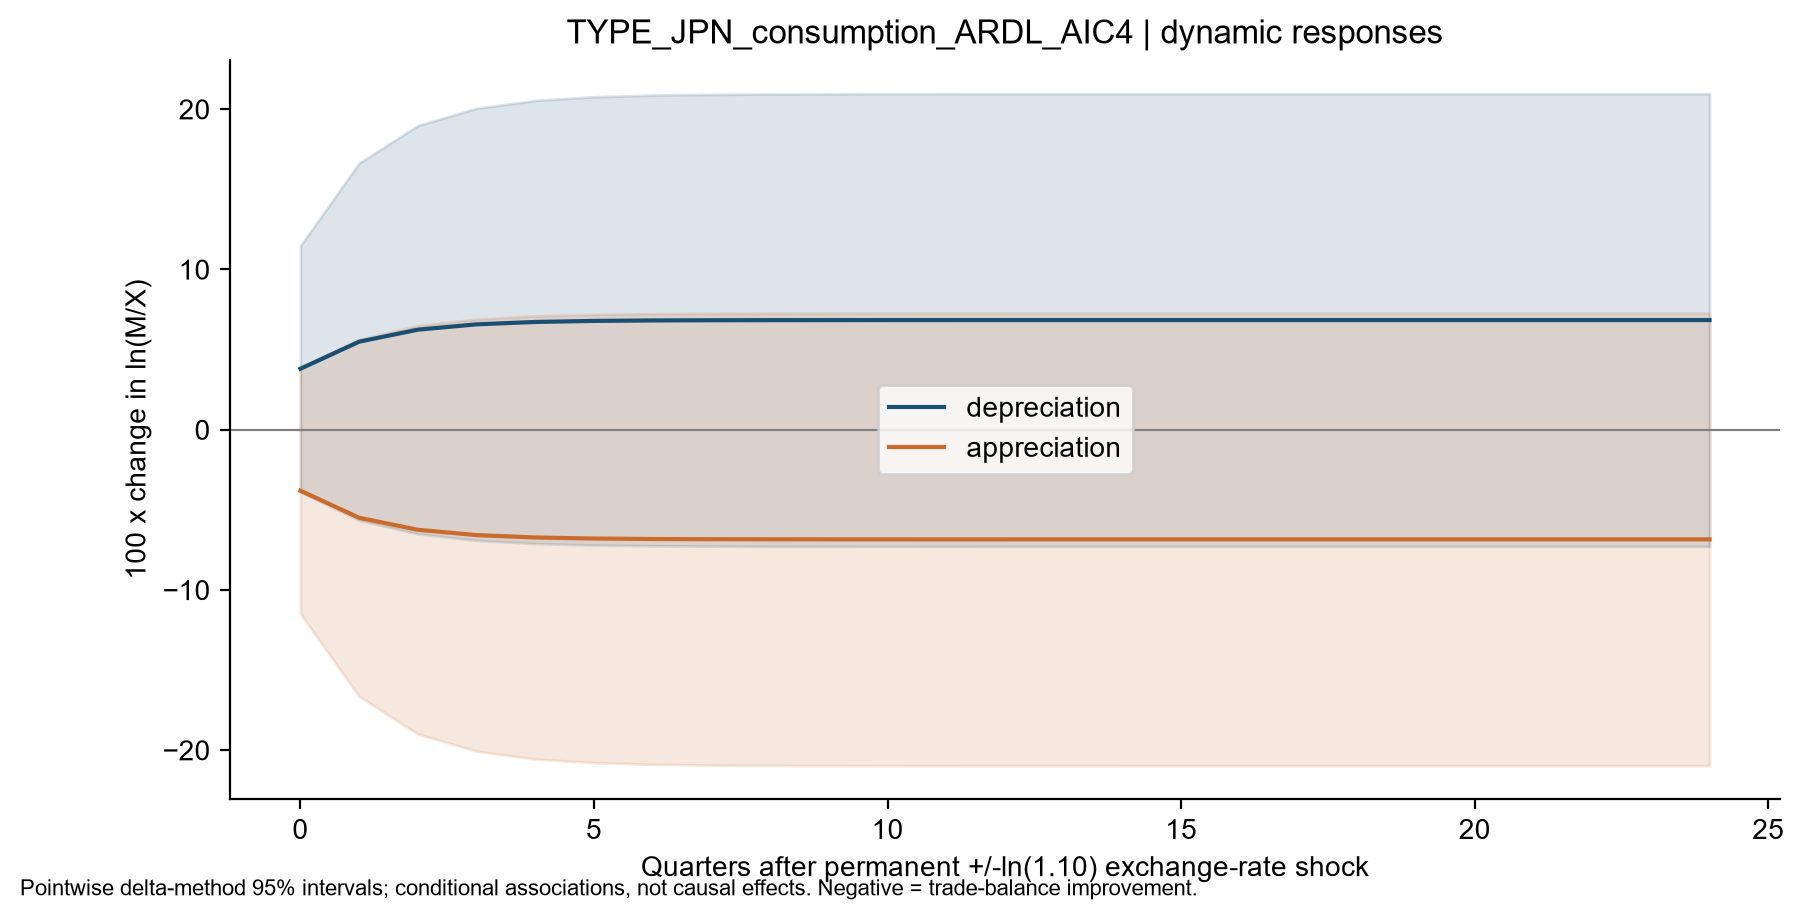 TYPE_JPN_consumption_ARDL_AIC4 | dynamic responses
100 x change in ln(M/X)
20
10
0
−10
−20
depreciation
appreciation
0 5 10 15 20 25
Quarters after permanent +/-ln(1.10) exchange-rate shock
Pointwise delta-method 95% intervals; conditional associations, not causal effects. Negative = trade-balance improvement.